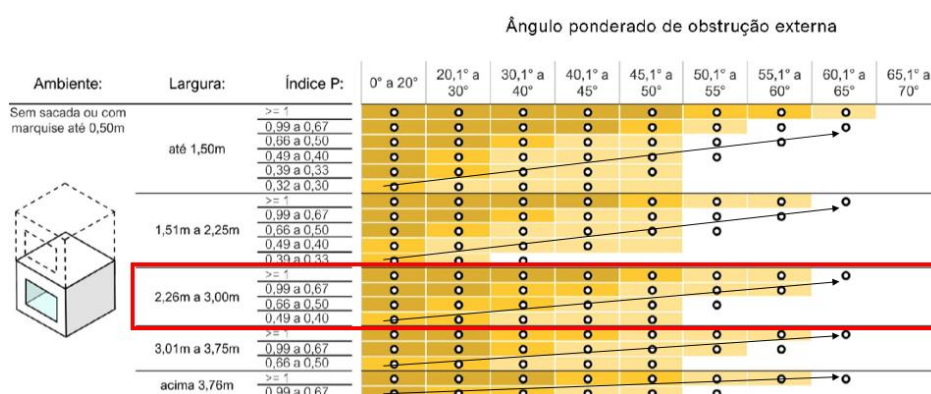 Ângulo ponderado de obstrução externa
Ambiente: Largura: Índice P: 0° a 20° 20,1° a 30° 30,1° a 40° 40,1° a 45° 45,1° a 50° 50,1° a 55° 55,1° a 60° 60,1° a 65° 65,1° a 70°
Sem sacada ou com marquise até 0,50m
até 1,50m
>= 1
0,99 a 0,67
0,66 a 0,50
0,49 a 0,40
0,39 a 0,33
0,32 a 0,30
1,51m a 2,25m
>= 1
0,99 a 0,67
0,66 a 0,50
0,49 a 0,40
0,39 a 0,33
2,26m a 3,00m
>= 1
0,99 a 0,67
0,66 a 0,50
0,49 a 0,40
3,01m a 3,75m
>= 1
0,99 a 0,67
0,66 a 0,50
acima 3,76m
>= 1
0,99 a 0,67